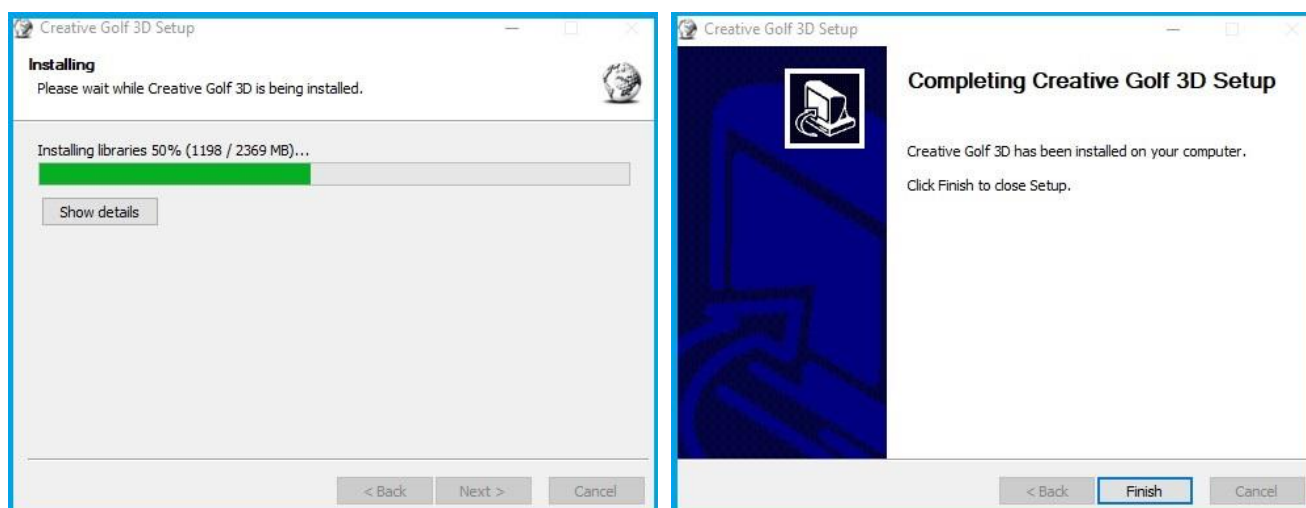 Creative Golf 3D Setup
Installing
Please wait while Creative Golf 3D is being installed.
Installing libraries 50% (1198 / 2369 MB)...
Show details
< Back
Next >
Cancel
Creative Golf 3D Setup
Completing Creative Golf 3D Setup
Creative Golf 3D has been installed on your computer.
Click Finish to close Setup.
< Back
Finish
Cancel